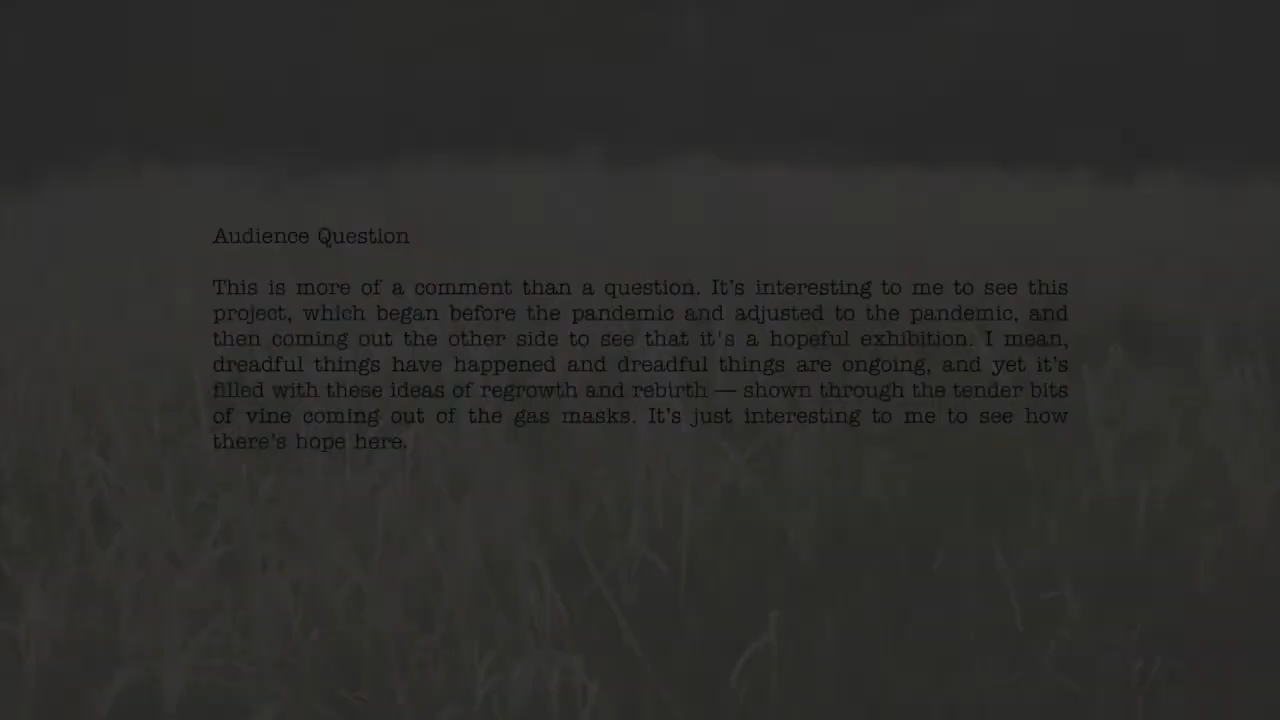 Audience Question
This is more of a comment than a question. It's interesting to me to see this
project, which began before the pandemic and adjusted to the pandemic, and
then coming out the other side to see that it's a hopeful exhibition. I mean,
dreadful things have happened and dreadful things are ongoing, and yet it's
filled with these ideas of regrowth and rebirth — shown through the tender bits
of vine coming out of the gas masks. It's just interesting to me to see how
there's hope here.